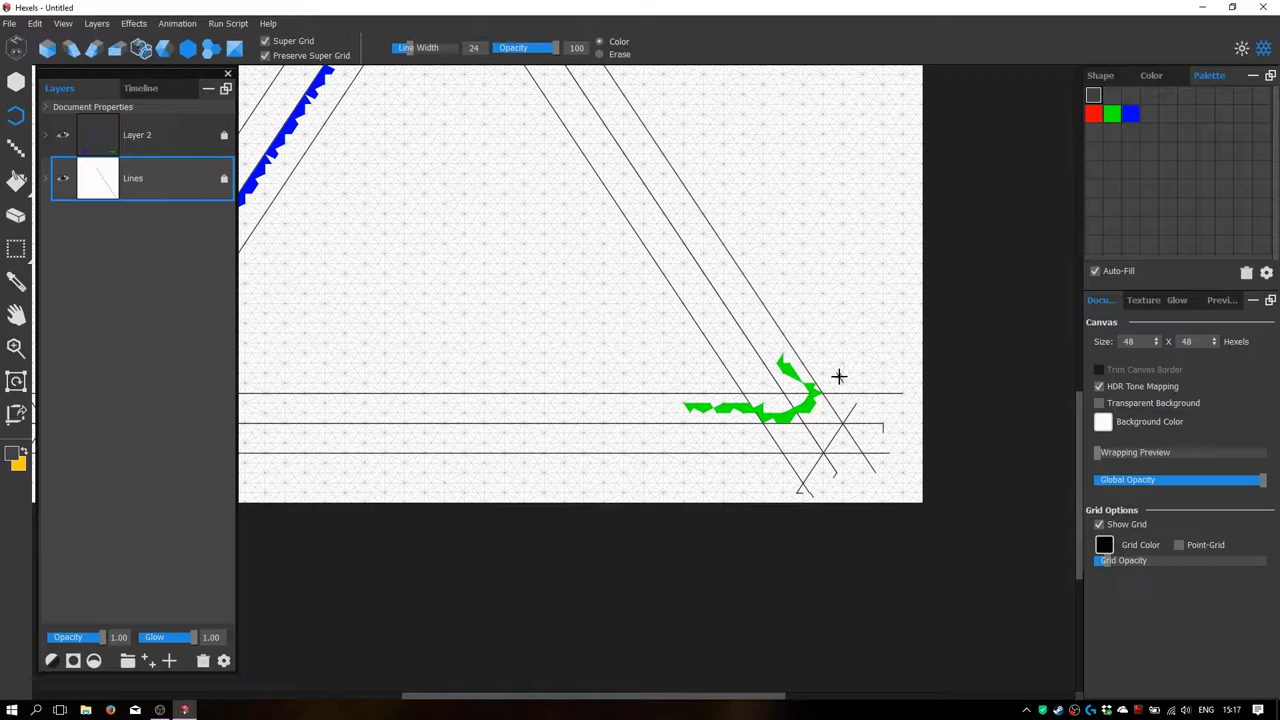 Hexels - Untitled
File Edit View Layers Effects Animation Run Script Help
Super Grid
Preserve Super Grid
Line Width 24
Opacity 100
Color
Erase
Layers Timeline
Document Properties
Layer 2
Lines
Opacity 1.00 Glow 1.00
Shape Color Palette
Auto-Fill
Docu... Texture Glow Previ...
Canvas
Size: 48 X 48 Hexels
Trim Canvas Border
HDR Tone Mapping
Transparent Background
Background Color
Wrapping Preview
Global Opacity
Grid Options
Show Grid
Grid Color Point-Grid
Grid Opacity
ENG 15:17